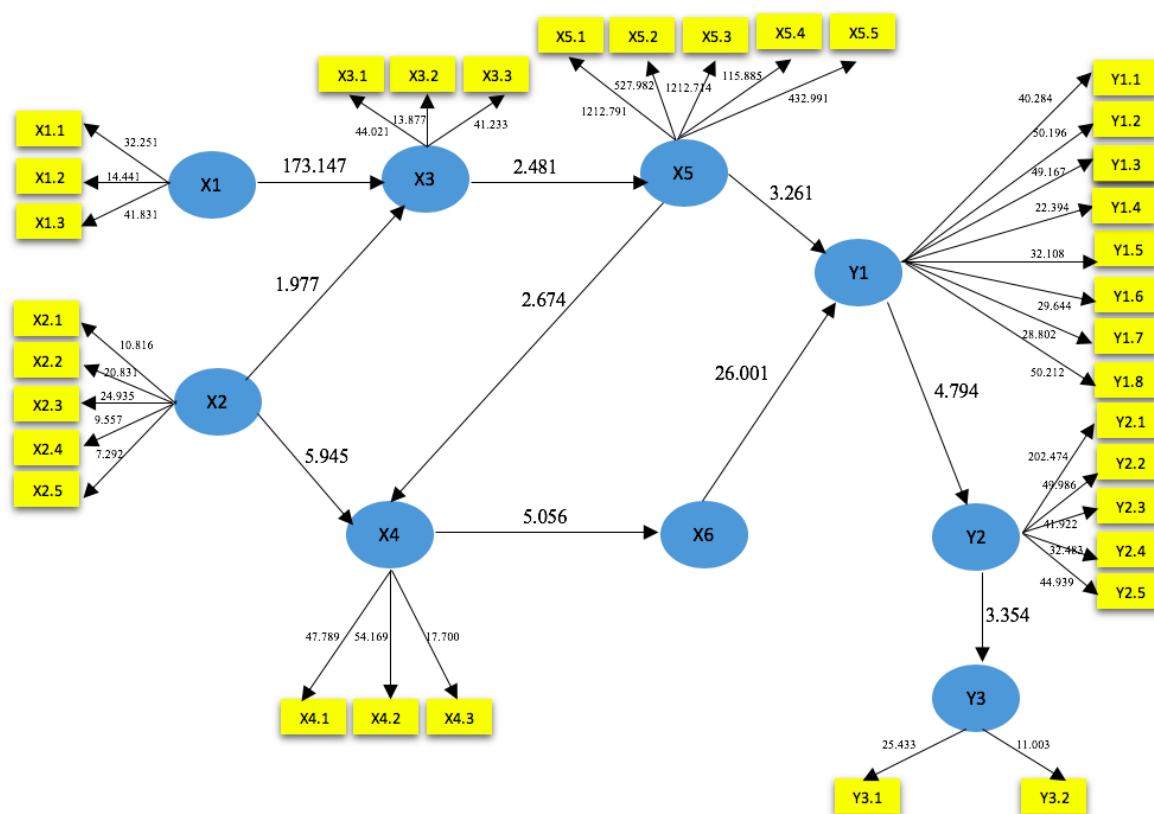 X5.1 X5.2 X5.3 X5.4 X5.5
X3.1 X3.2 X3.3
527.982 1212.714 115.885
1212.791 432.991
44.021 13.877 41.233
Y1.1
40.284
Y1.2
50.196
Y1.3
49.167
Y1.4
22.394
Y1.5
32.108
Y1.6
29.644
Y1.7
28.802
Y1.8
50.212
X1.1
32.251
X1.2
14.441
X1.3
41.831
X1 173.147 X3 2.481 X5
3.261
Y1
1.977
2.674
26.001
4.794
X2.1
10.816
X2.2
20.831
X2.3
24.935
X2.4
9.557
X2.5
7.292
X2
5.945
X4 5.056 X6
Y2
Y2.1
202.474
Y2.2
49.986
Y2.3
41.922
Y2.4
32.483
Y2.5
44.939
3.354
47.789 54.169 17.700
X4.1 X4.2 X4.3
Y3
25.433 11.003
Y3.1 Y3.2